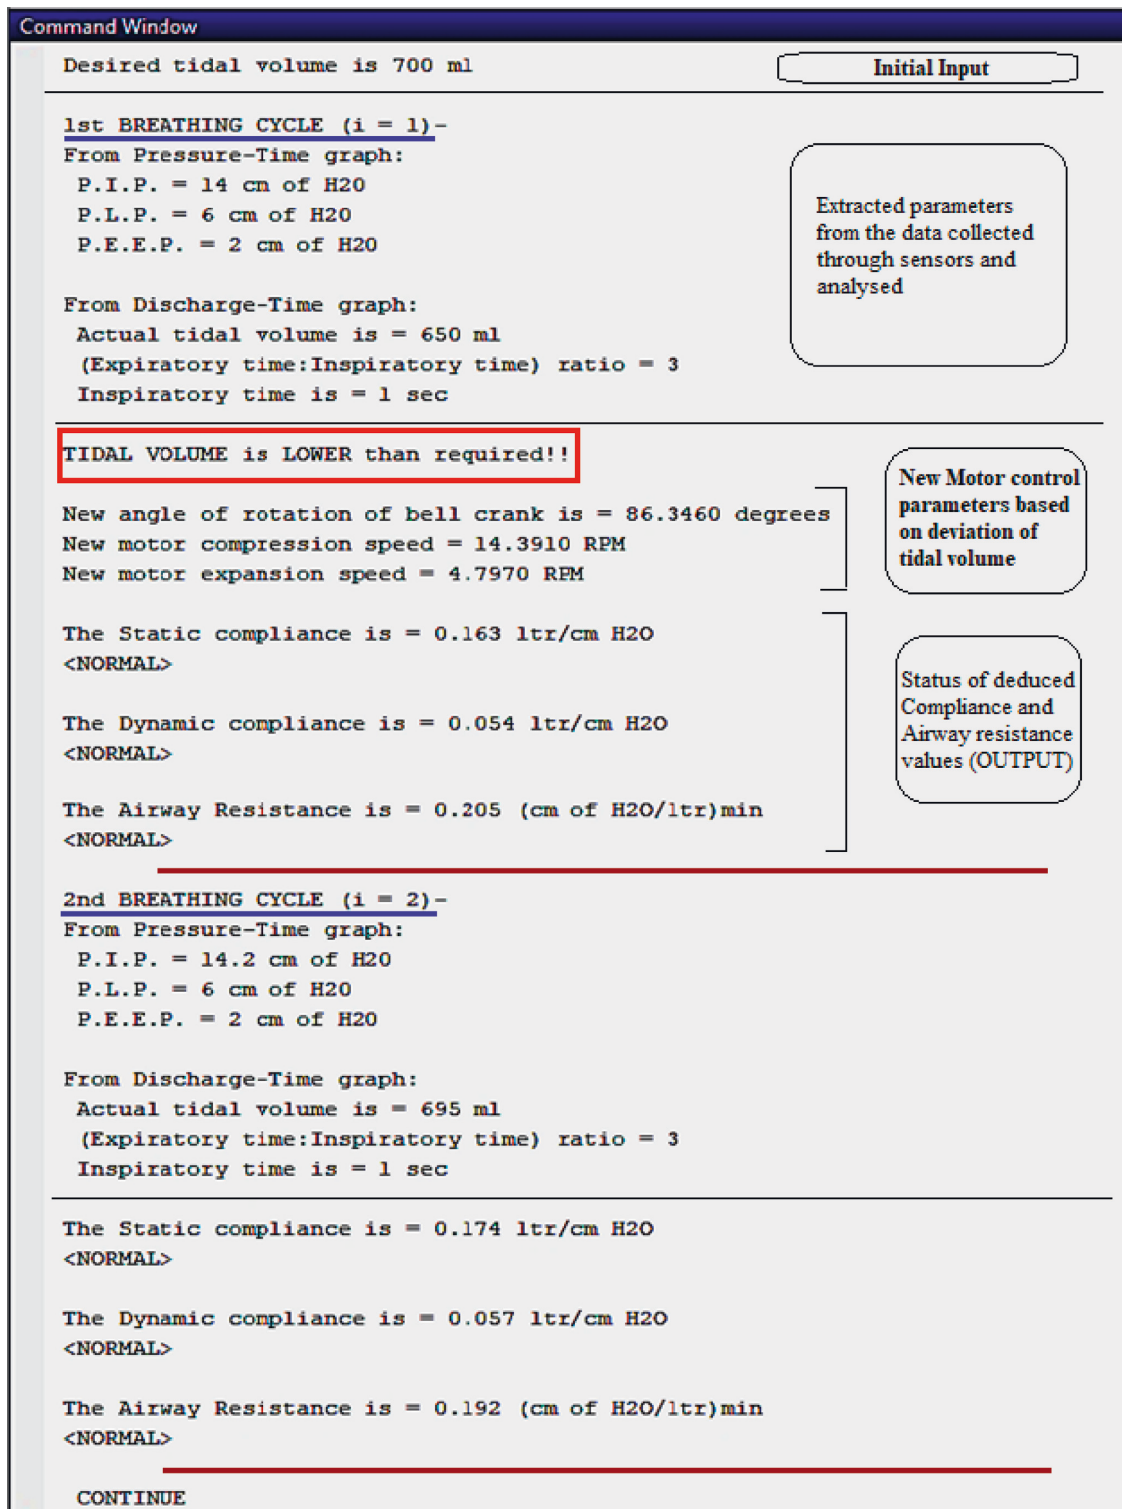 Command Window
Desired tidal volume is 700 ml
Initial Input
1st BREATHING CYCLE (i = 1)-
From Pressure-Time graph:
P.I.P. = 14 cm of H2O
P.L.P. = 6 cm of H2O
P.E.E.P. = 2 cm of H2O
From Discharge-Time graph:
Actual tidal volume is = 650 ml
(Expiratory time:Inspiratory time) ratio = 3
Inspiratory time is = 1 sec
Extracted parameters
from the data collected
through sensors and
analysed
TIDAL VOLUME is LOWER than required!!
New angle of rotation of bell crank is = 86.3460 degrees
New motor compression speed = 14.3910 RPM
New motor expansion speed = 4.7970 RPM
New Motor control
parameters based
on deviation of
tidal volume
The Static compliance is = 0.163 ltr/cm H2O
<NORMAL>
The Dynamic compliance is = 0.054 ltr/cm H2O
<NORMAL>
The Airway Resistance is = 0.205 (cm of H2O/ltr)min
<NORMAL>
Status of deduced
Compliance and
Airway resistance
values (OUTPUT)
2nd BREATHING CYCLE (i = 2)-
From Pressure-Time graph:
P.I.P. = 14.2 cm of H2O
P.L.P. = 6 cm of H2O
P.E.E.P. = 2 cm of H2O
From Discharge-Time graph:
Actual tidal volume is = 695 ml
(Expiratory time:Inspiratory time) ratio = 3
Inspiratory time is = 1 sec
The Static compliance is = 0.174 ltr/cm H2O
<NORMAL>
The Dynamic compliance is = 0.057 ltr/cm H2O
<NORMAL>
The Airway Resistance is = 0.192 (cm of H2O/ltr)min
<NORMAL>
CONTINUE